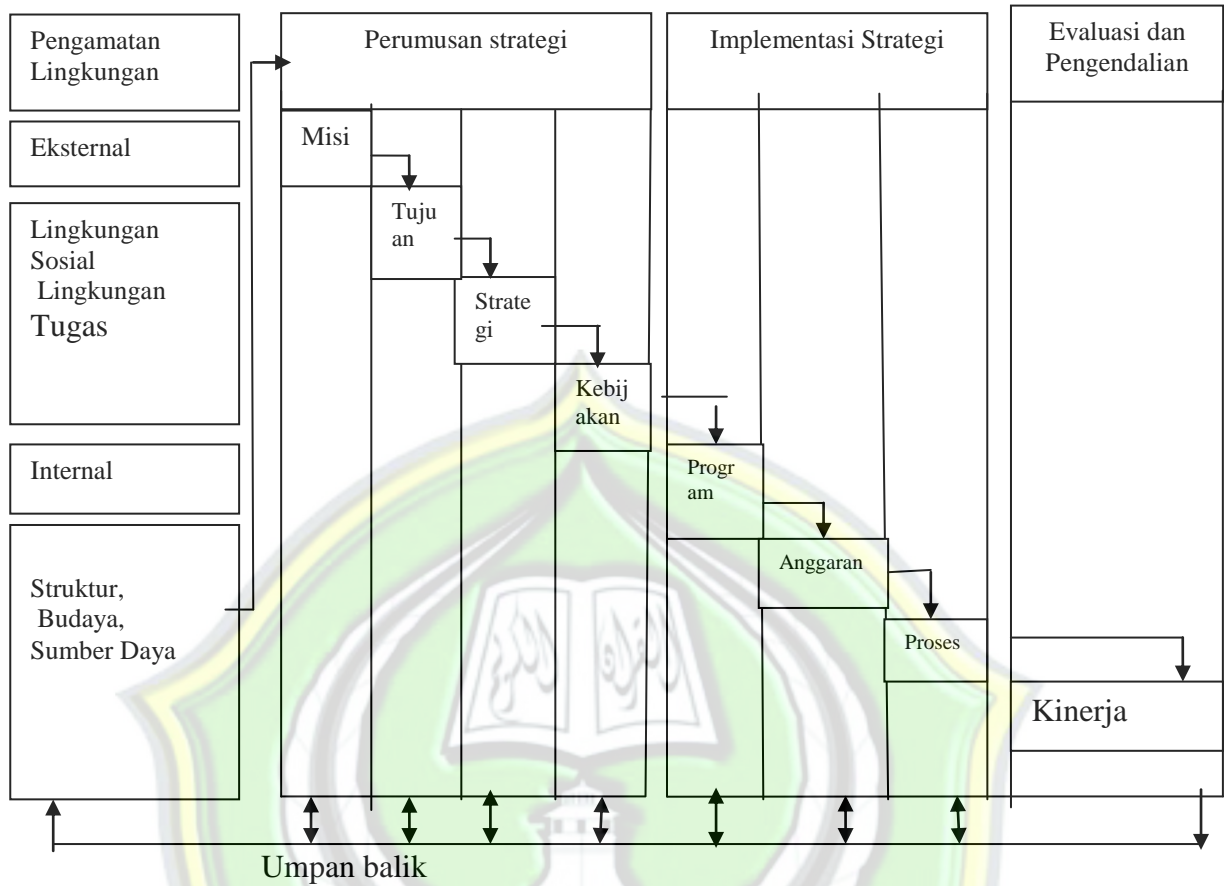 Pengamatan
Lingkungan
Eksternal
Lingkungan
Sosial
Lingkungan
Tugas
Internal
Struktur,
Budaya,
Sumber Daya
Perumusan strategi
Misi
Tuju
an
Strate
gi
Kebij
akan
Implementasi Strategi
Progr
am
Anggaran
Proses
Evaluasi dan
Pengendalian
Kinerja
Umpan balik